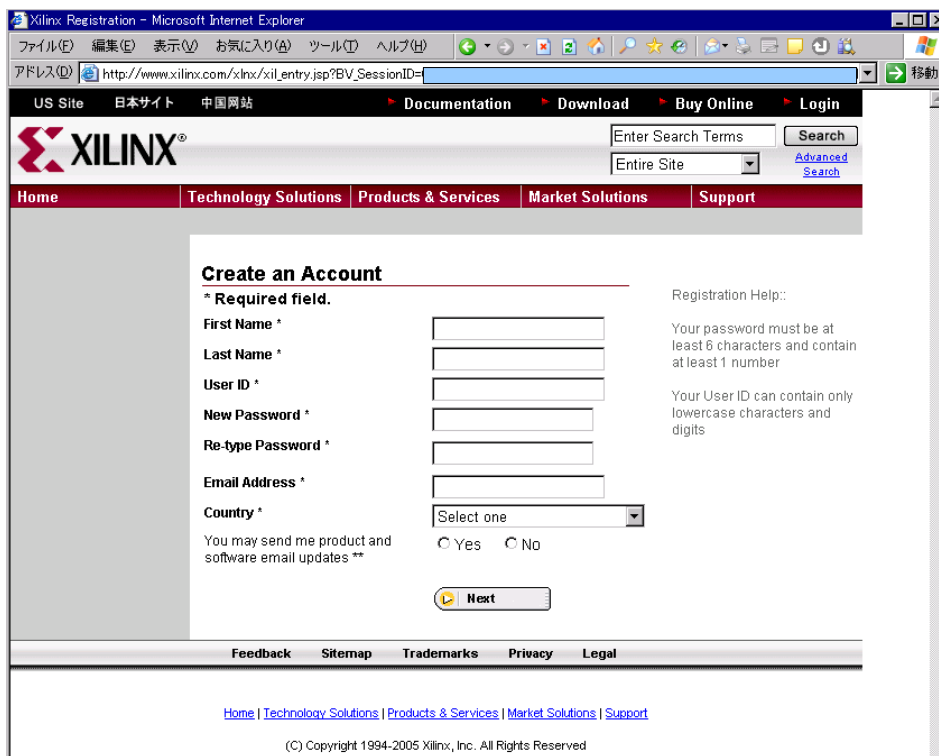 Xilinx Registration - Microsoft Internet Explorer
ファイル(F) 編集(E) 表示(V) お気に入り(A) ツール(T) ヘルプ(H)
アドレス(D) http://www.xilinx.com/xlnx/xil_entry.jsp?BV_SessionID= 移動
US Site 日本サイト 中国网站 Documentation Download Buy Online Login
XILINX®
Enter Search Terms Search
Entire Site Advanced Search
Home Technology Solutions Products & Services Market Solutions Support
Create an Account
* Required field.
First Name *
Last Name *
User ID *
New Password *
Re-type Password *
Email Address *
Country * Select one
You may send me product and
software email updates ** Yes No
Next
Registration Help::
Your password must be at
least 6 characters and contain
at least 1 number
Your User ID can contain only
lowercase characters and
digits
Feedback Sitemap Trademarks Privacy Legal
Home | Technology Solutions | Products & Services | Market Solutions | Support
(C) Copyright 1994-2005 Xilinx, Inc. All Rights Reserved